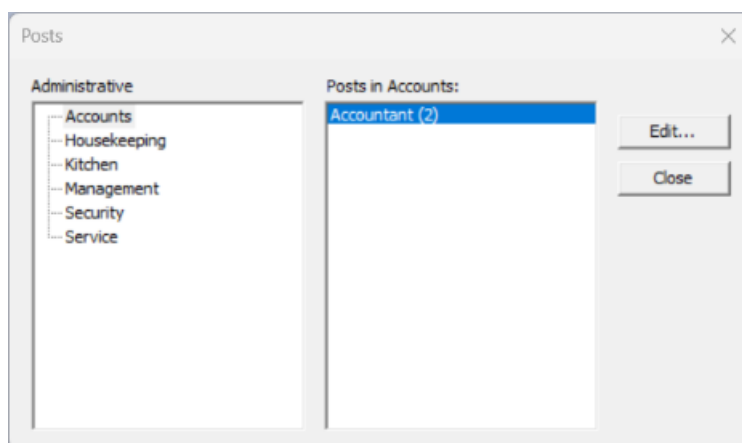 Posts
Administrative
Accounts
Housekeeping
Kitchen
Management
Security
Service
Posts in Accounts:
Accountant (2)
Edit...
Close